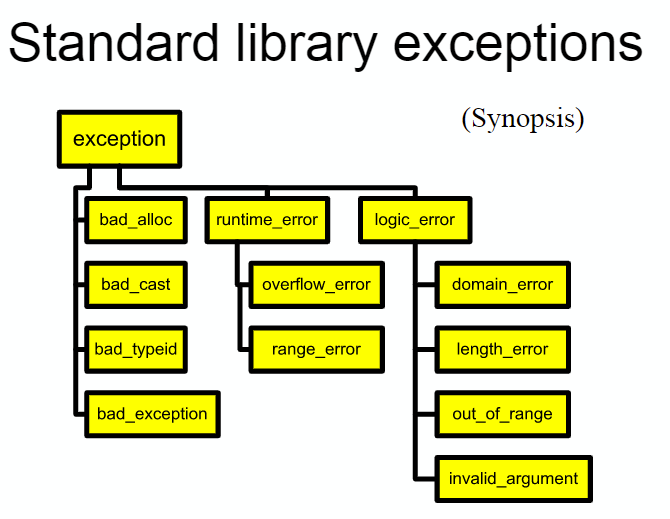 Standard library exceptions
(Synopsis)
exception
bad_alloc
runtime_error
logic_error
bad_cast
overflow_error
domain_error
bad_typeid
range_error
length_error
bad_exception
out_of_range
invalid_argument